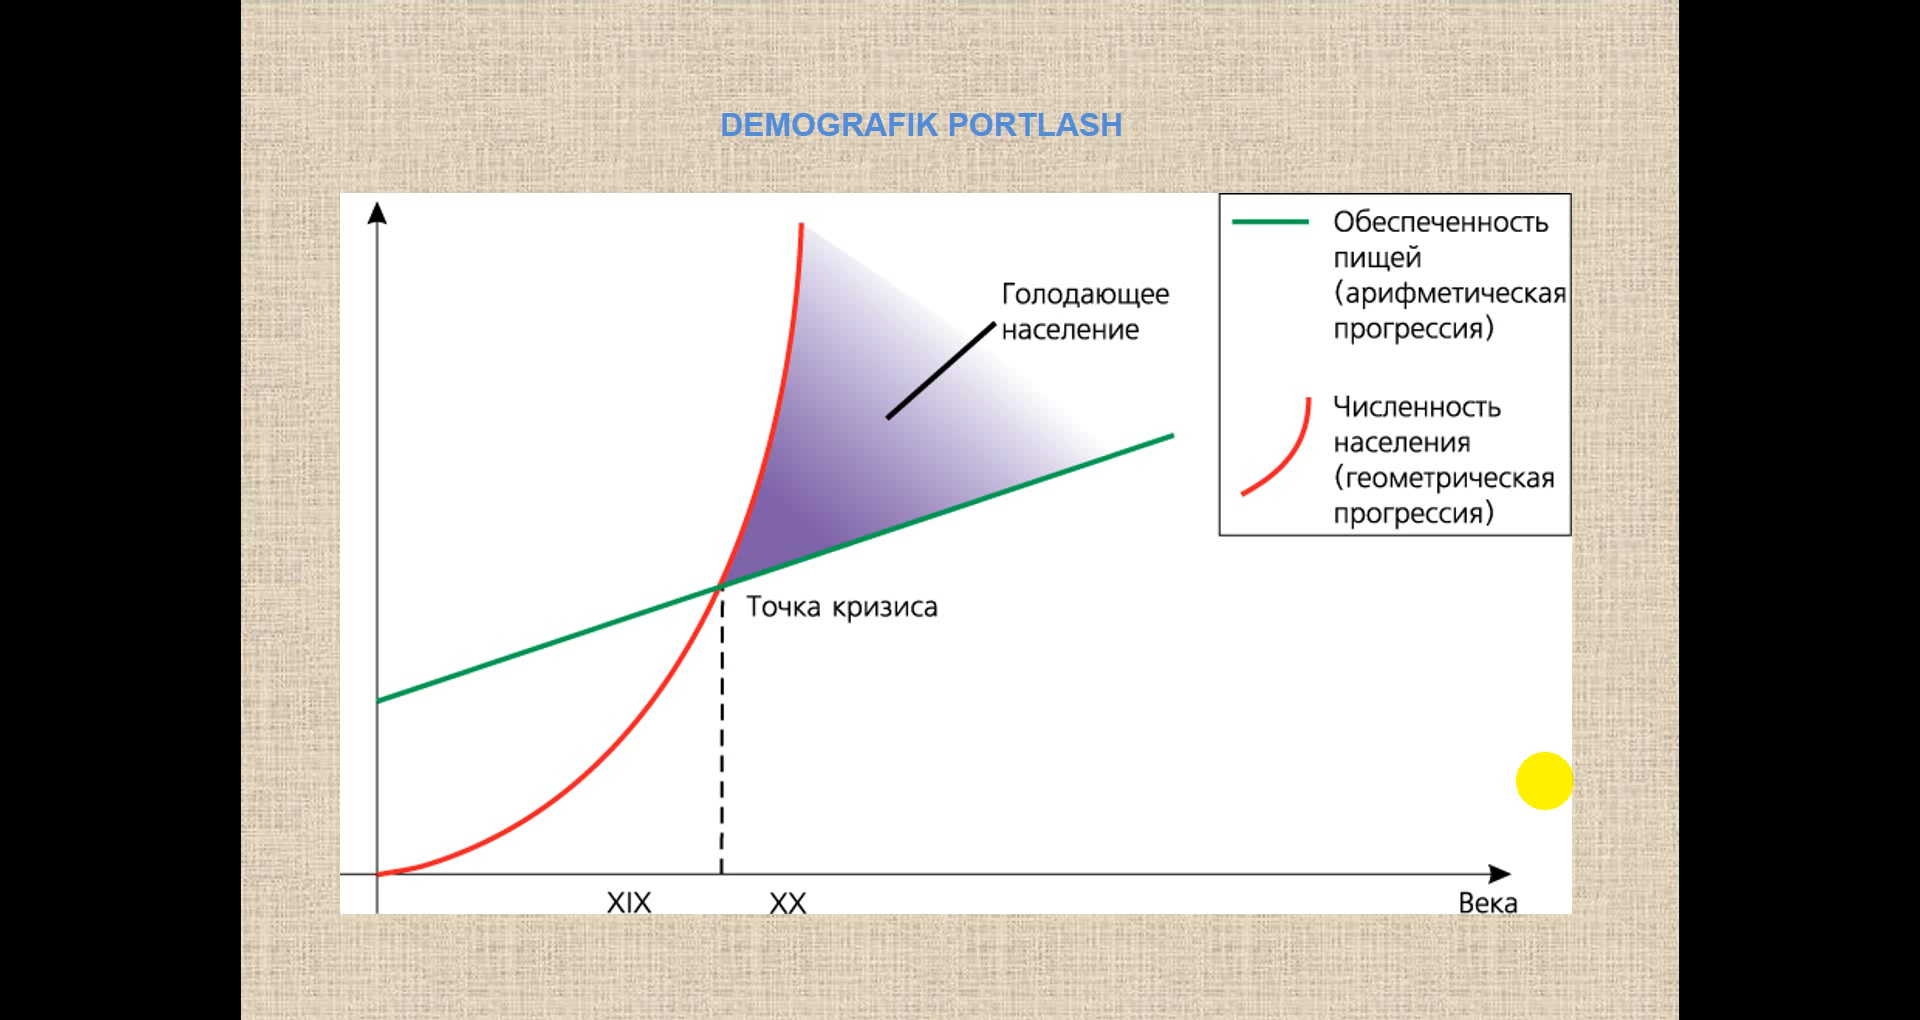 DEMOGRAFIK PORTLASH
Обеспеченность
пищей
(арифметическая
прогрессия)
Численность
населения
(геометрическая
прогрессия)
Голодающее
население
Точка кризиса
XIX
XX
Века